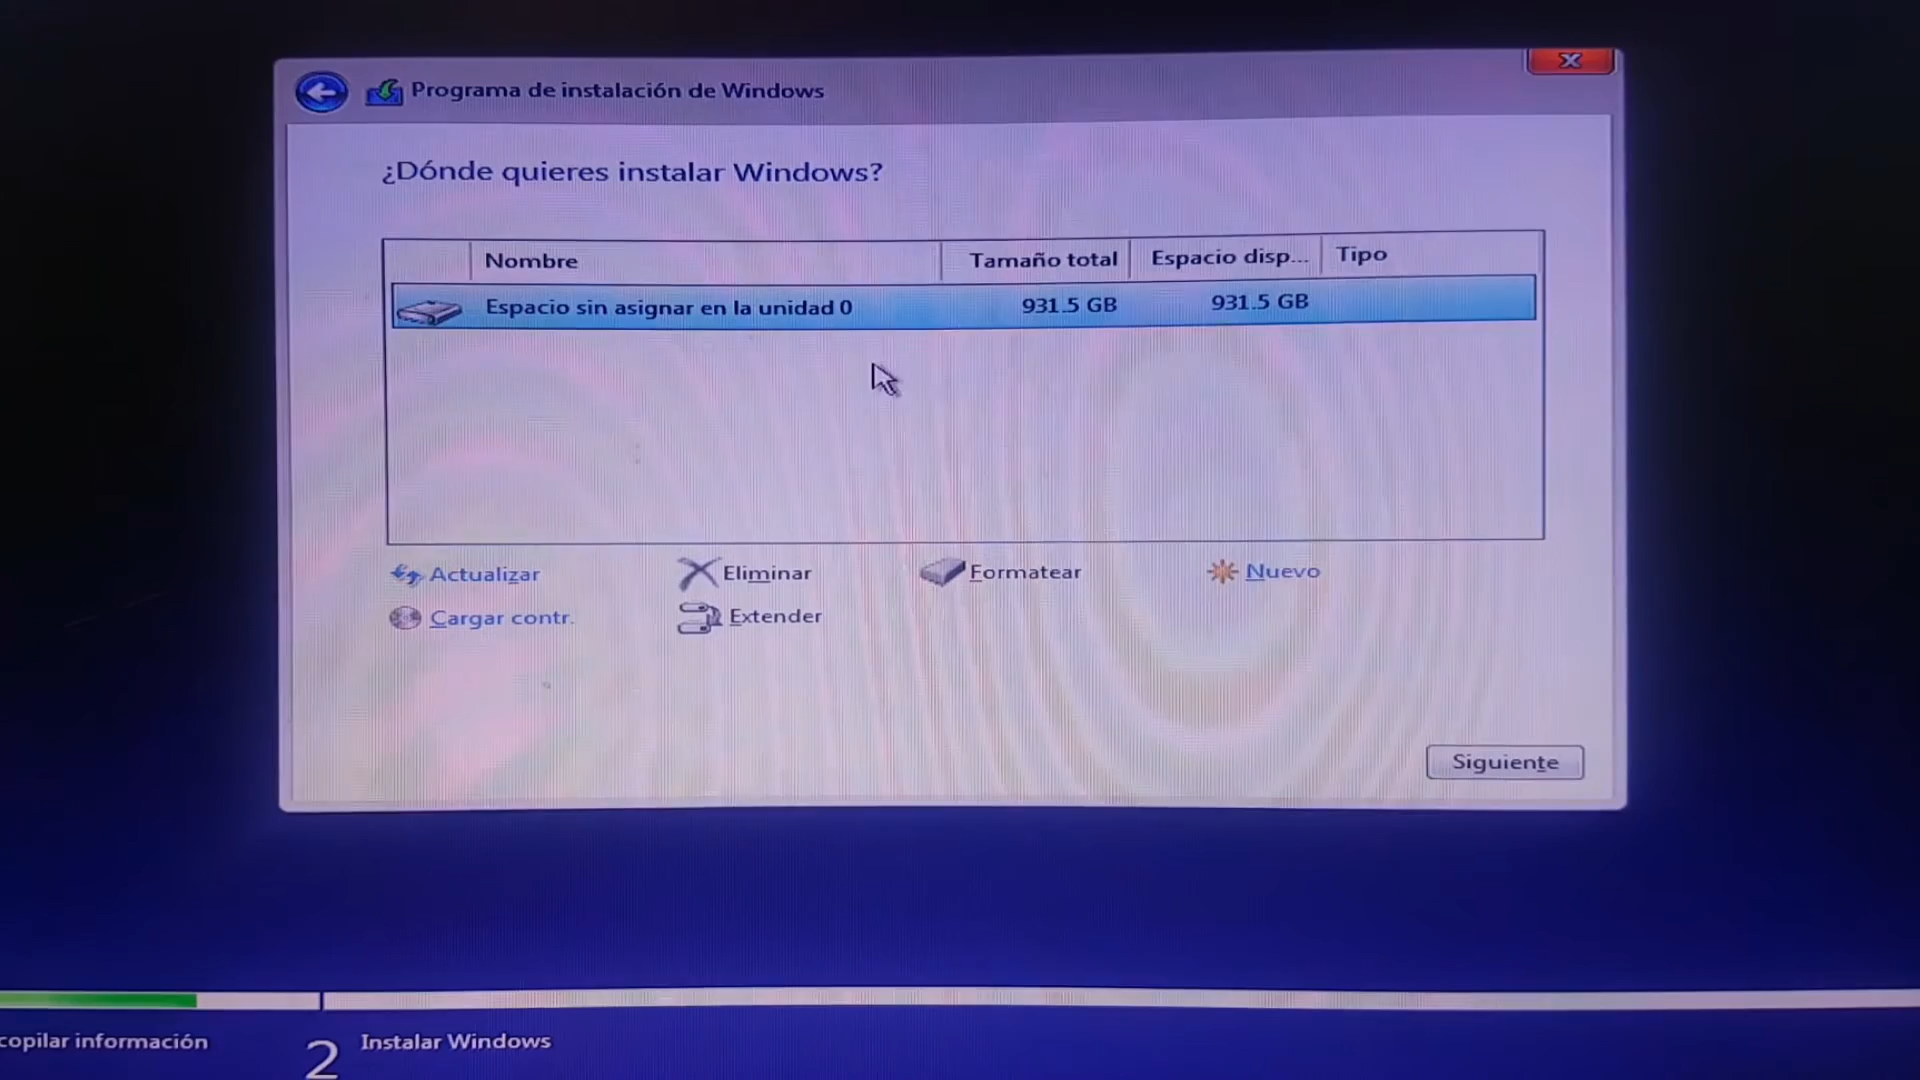 Programa de instalación de Windows
¿Dónde quieres instalar Windows?
Nombre Tamaño total Espacio disp... Tipo
Espacio sin asignar en la unidad 0 931.5 GB 931.5 GB
Actualizar Eliminar Formatear Nuevo
Cargar contr. Extender
Siguiente
copilar información 2 Instalar Windows